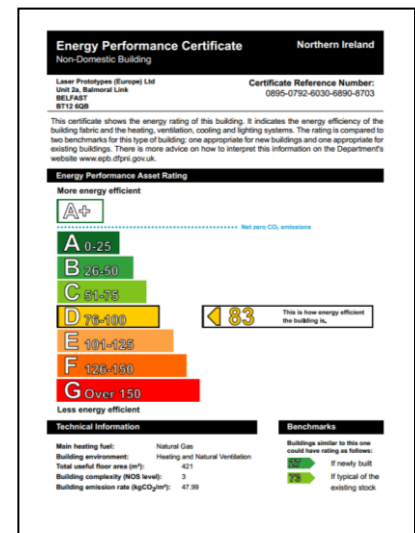 Energy Performance Certificate
Northern Ireland
Non-Domestic Building
Laser Prototypes (Europe) Ltd
Unit 2a, Balmoral Link
BELFAST
BT12 6QB
Certificate Reference Number:
0895-0792-6030-6890-8703
This certificate shows the energy rating of this building. It indicates the energy efficiency of the
building fabric and the heating, ventilation, cooling and lighting systems. The rating is compared to
two benchmarks for this type of building: one appropriate for new buildings and one appropriate for
existing buildings. There is more advice on how to interpret this information on the Department's
website www.epb.dfpni.gov.uk.
Energy Performance Asset Rating
More energy efficient
A+
Net zero CO₂ emissions
A 0-25
B 26-50
C 51-75
D 76-100
83
This is how energy efficient
the building is.
E 101-125
F 126-150
G Over 150
Less energy efficient
Technical Information
Main heating fuel: Natural Gas
Building environment: Heating and Natural Ventilation
Total useful floor area (m²): 421
Building complexity (NOS level): 3
Building emission rate (kgCO₂/m²): 47.99
Benchmarks
Buildings similar to this one
could have rating as follows:
If newly built
If typical of the
existing stock